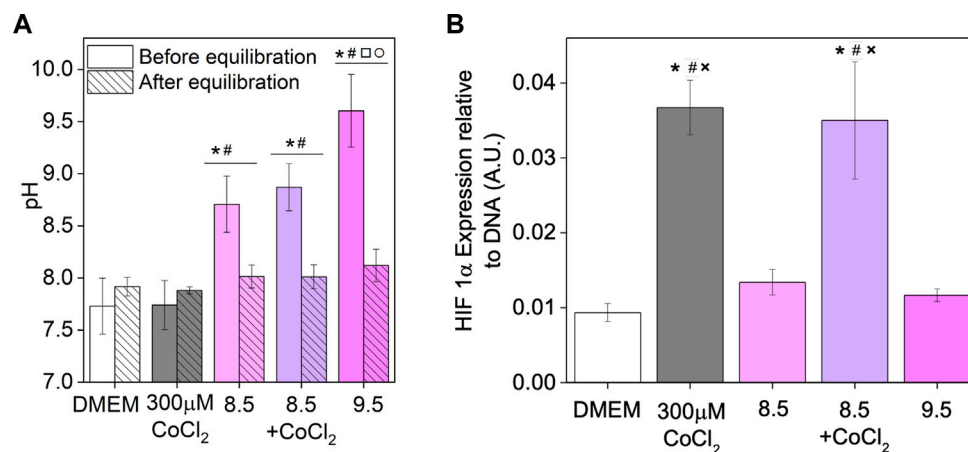 A
* # □ ○
Before equilibration
After equilibration
* #
* #
pH
10.0
9.5
9.0
8.5
8.0
7.5
7.0
DMEM
300μM
CoCl₂
8.5
8.5
+CoCl₂
9.5
B
* # ×
* # ×
HIF 1α Expression relative
to DNA (A.U.)
0.04
0.03
0.02
0.01
0.00
DMEM
300μM
CoCl₂
8.5
8.5
+CoCl₂
9.5